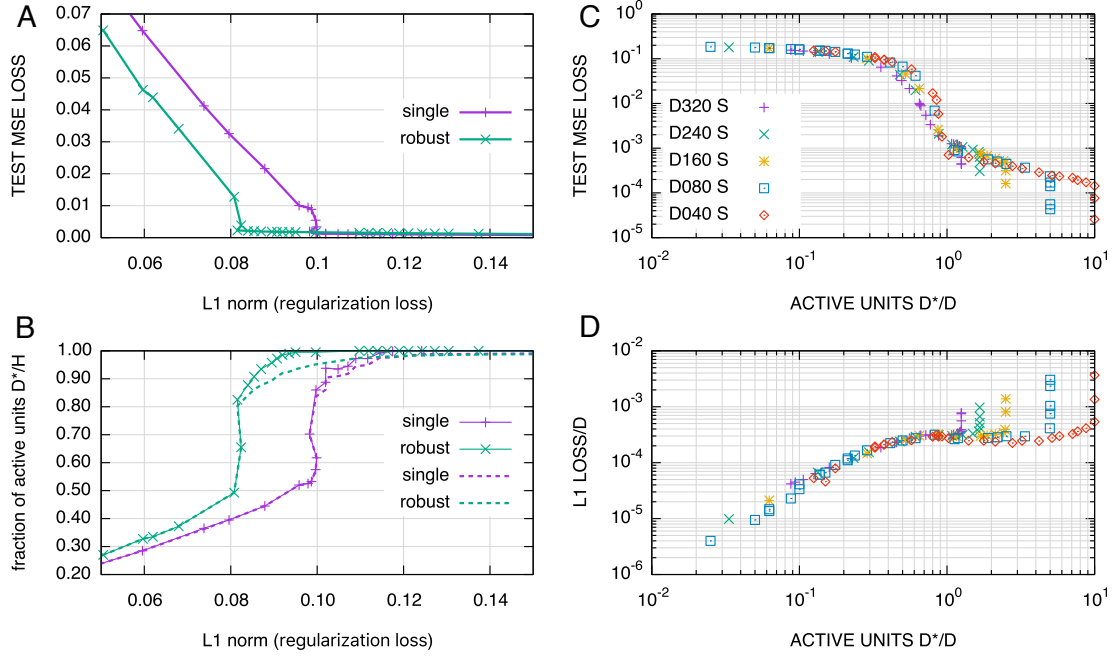 A
TEST MSE LOSS
0.07
0.06
0.05
0.04
0.03
0.02
0.01
0.00
single
robust
0.06 0.08 0.1 0.12 0.14
L1 norm (regularization loss)
B
fraction of active units D*/H
1.00
0.90
0.80
0.70
0.60
0.50
0.40
0.30
0.20
single
robust
single
robust
0.06 0.08 0.10 0.12 0.14
L1 norm (regularization loss)
C
TEST MSE LOSS
10^0
10^-1
10^-2
10^-3
10^-4
10^-5
D320 S
D240 S
D160 S
D080 S
D040 S
10^-2 10^-1 10^0 10^1
ACTIVE UNITS D*/D
D
L1 LOSS/D
10^-2
10^-3
10^-4
10^-5
10^-6
10^-2 10^-1 10^0 10^1
ACTIVE UNITS D*/D